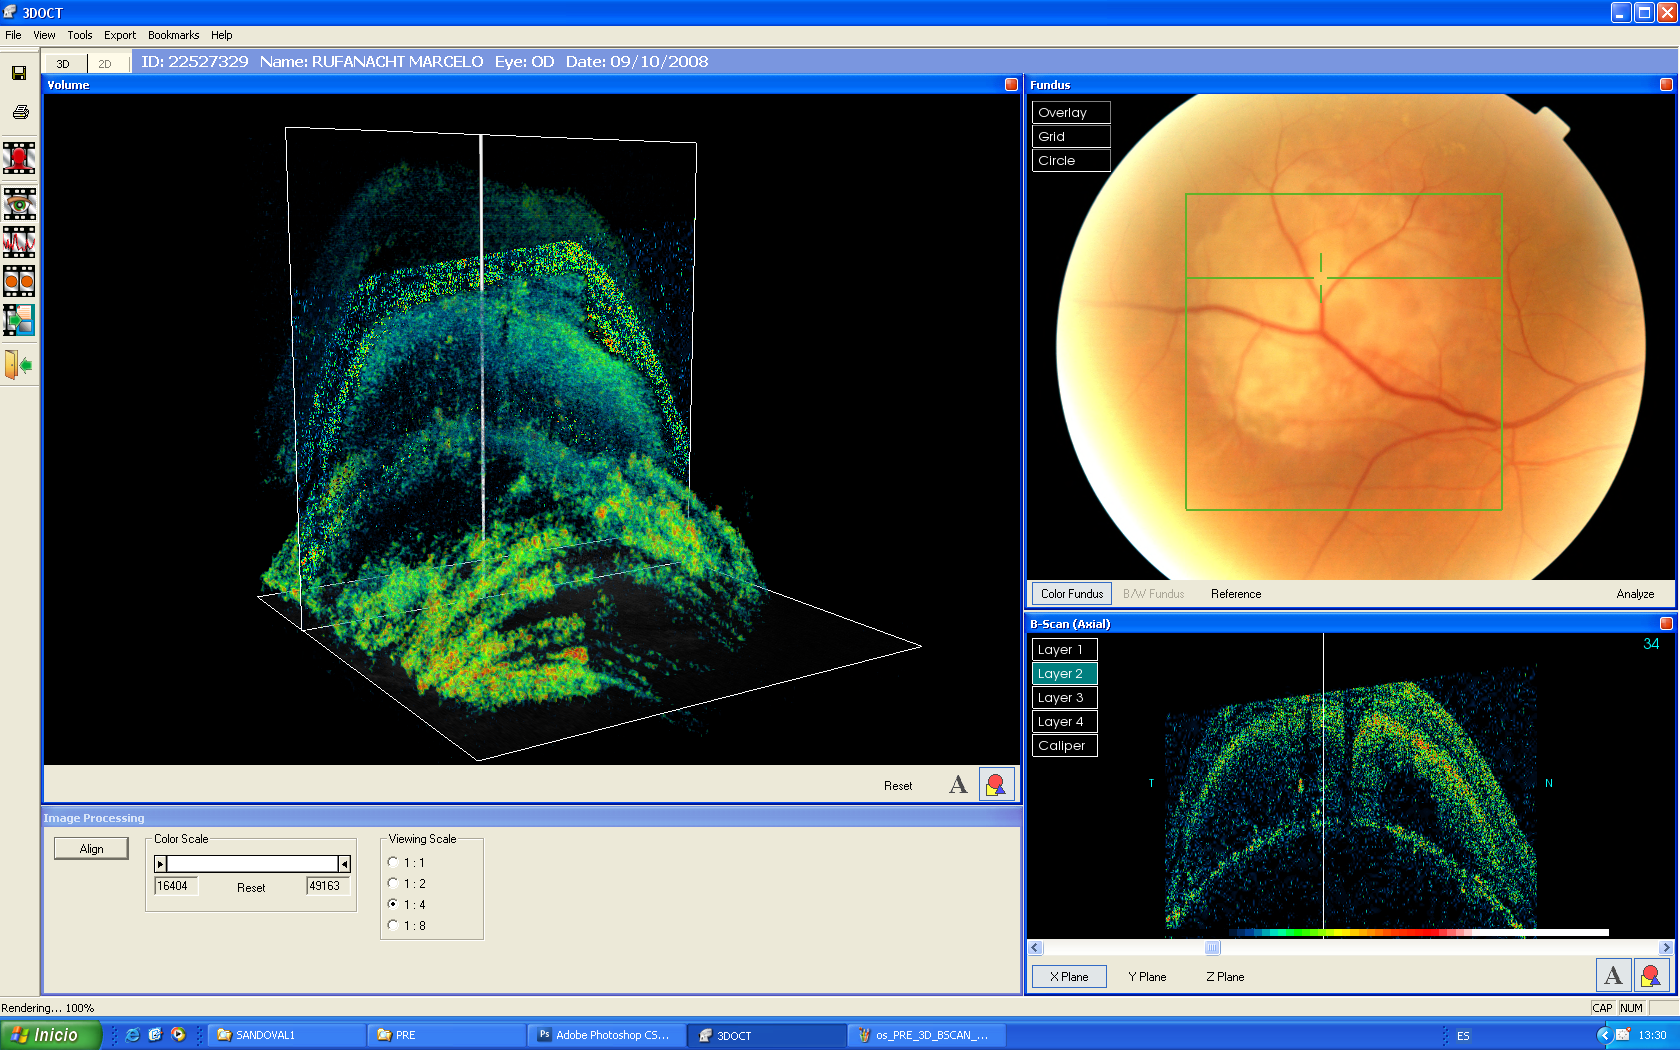 3DOCT
File View Tools Export Bookmarks Help
3D 2D ID: 22527329 Name: RUFANACHT MARCELO Eye: OD Date: 09/10/2008
Volume
Reset A
Fundus
Overlay
Grid
Circle
Color Fundus B/W Fundus Reference Analyze
B-Scan (Axial)
34
Layer 1
Layer 2
Layer 3
Layer 4
Caliper
T N
X Plane Y Plane Z Plane A
Image Processing
Align
Color Scale
16404 Reset 49163
Viewing Scale
1 : 1
1 : 2
1 : 4
1 : 8
Rendering... 100% CAP NUM
Inicio SANDOVAL1 PRE Ps Adobe Photoshop CS... 3DOCT os_PRE_3D_BSCAN_... ES 13:30